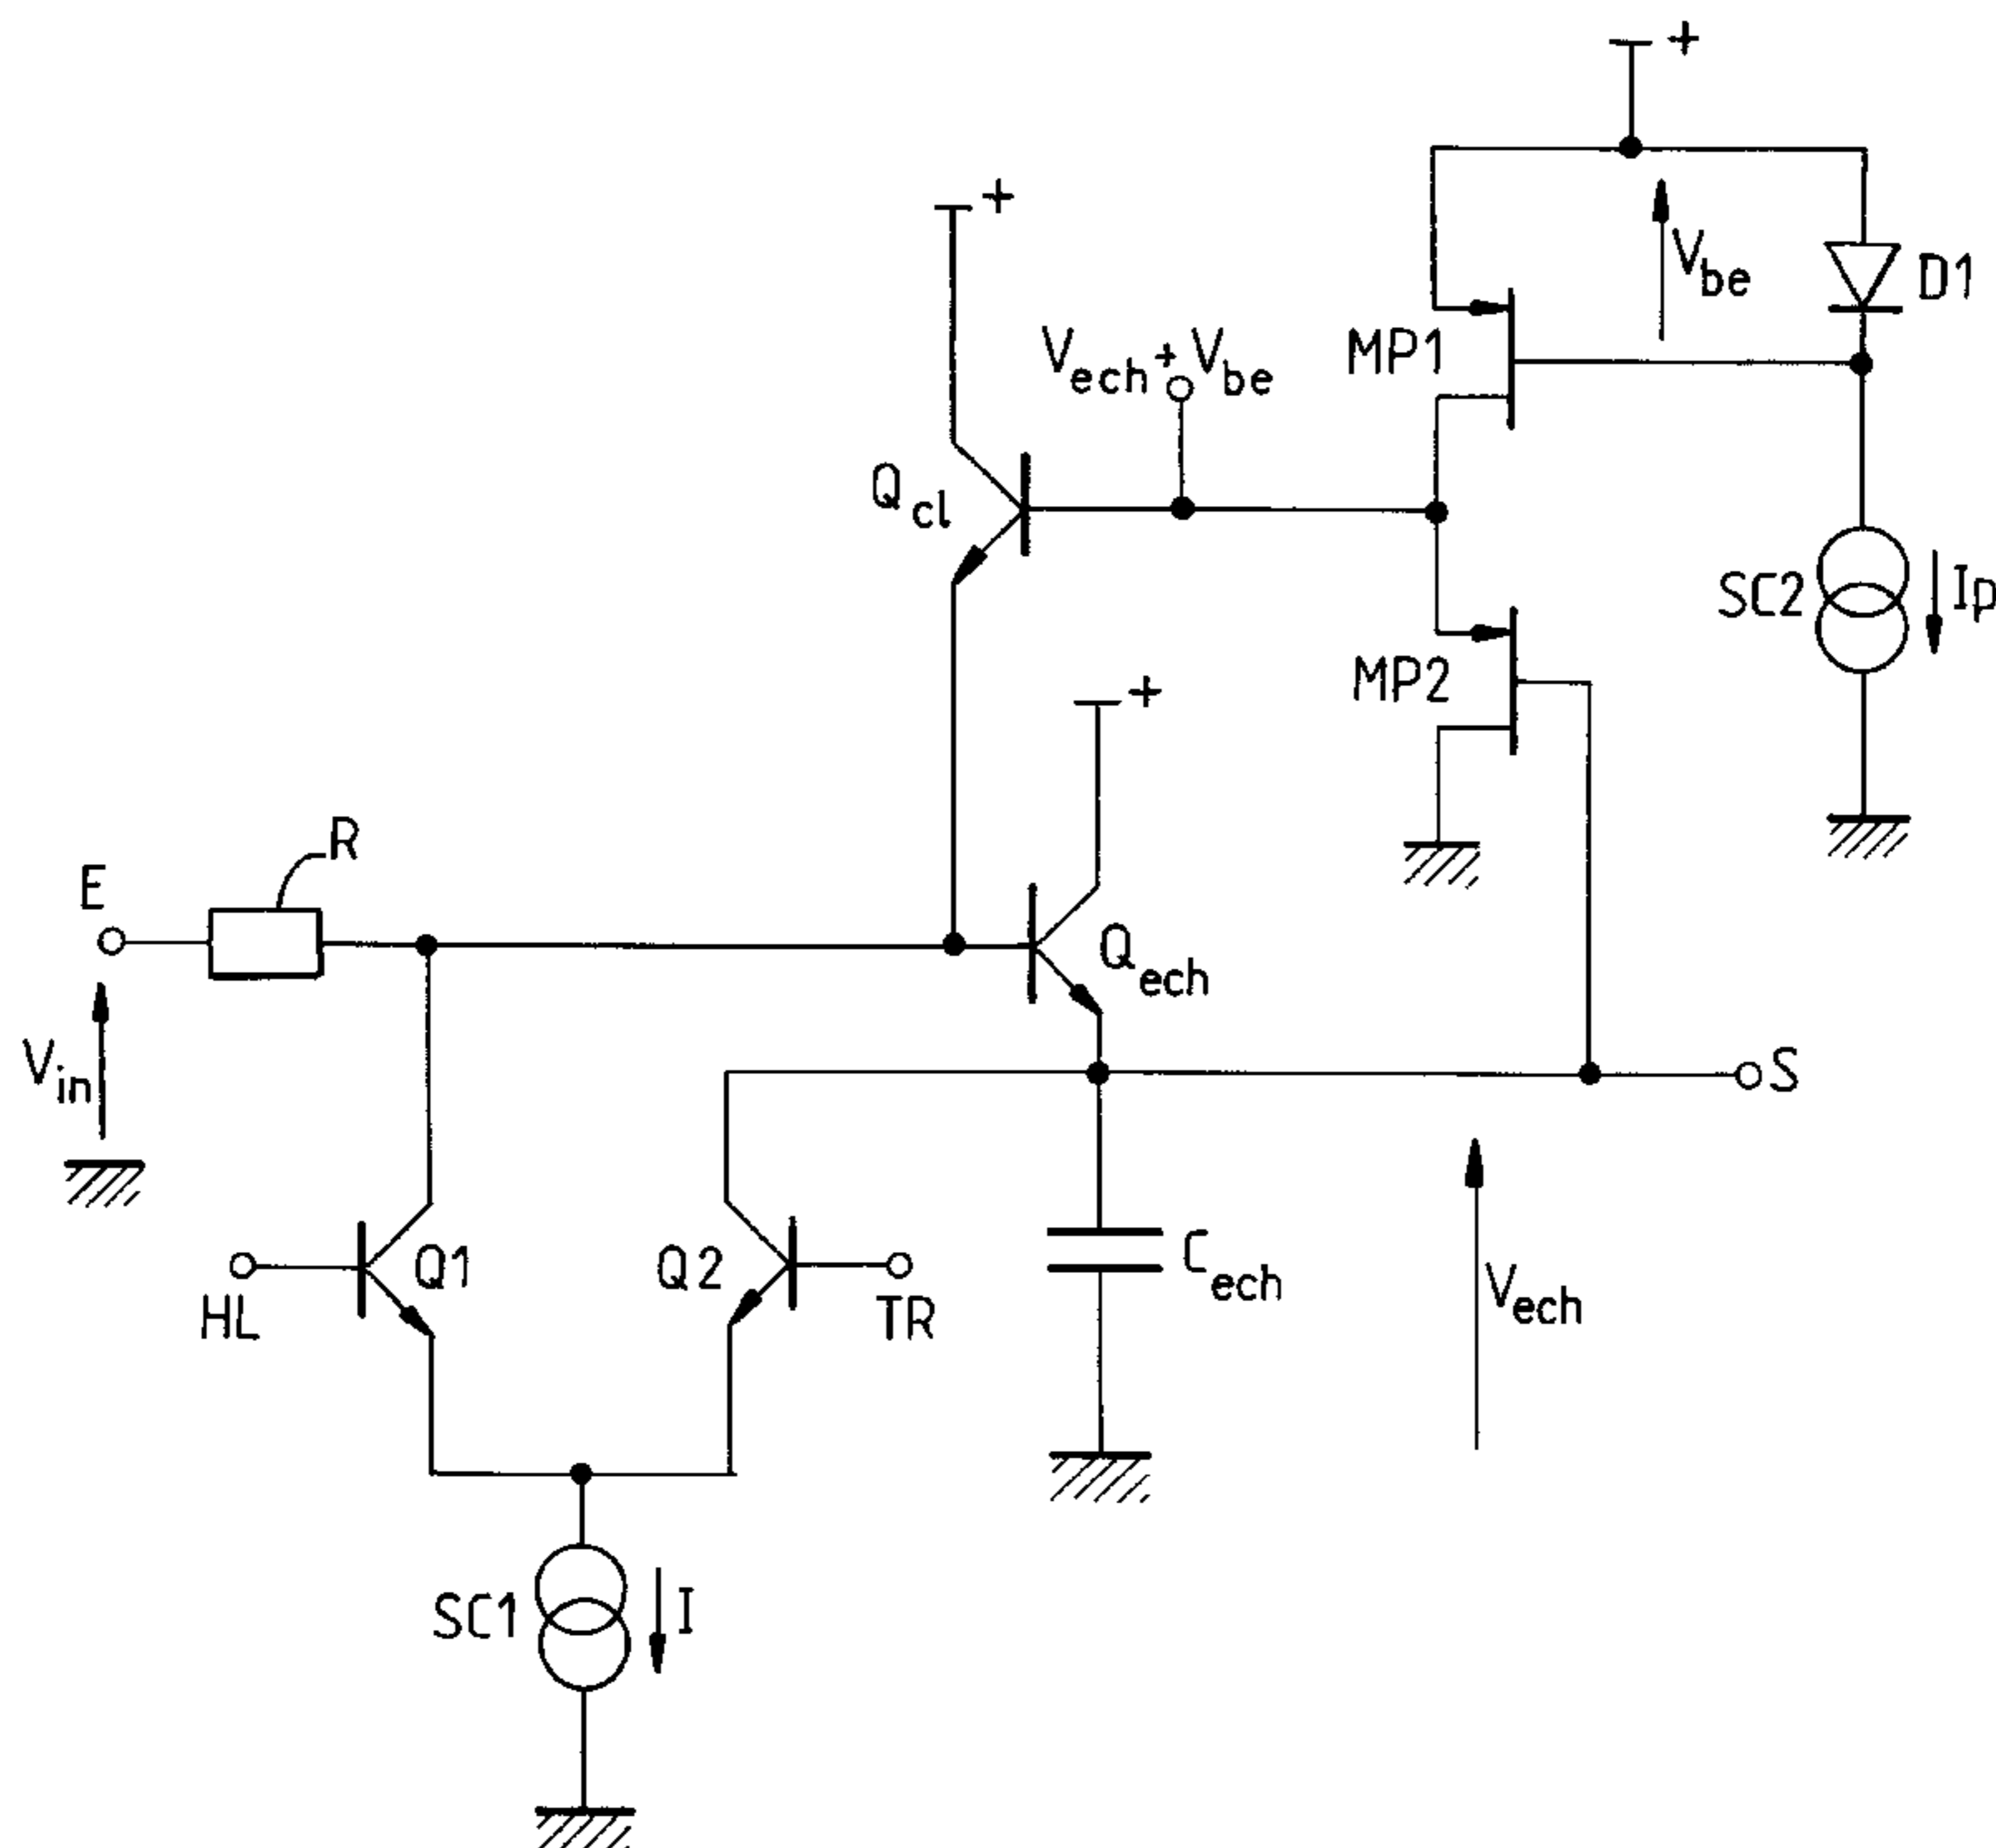 +
+
Vbe
D1
MP1
Vech+Vbe
Qcl
SC2
Ip
MP2
+
R
E
Qech
Vin
S
HL
Q1
Q2
TR
Cech
Vech
SC1
I